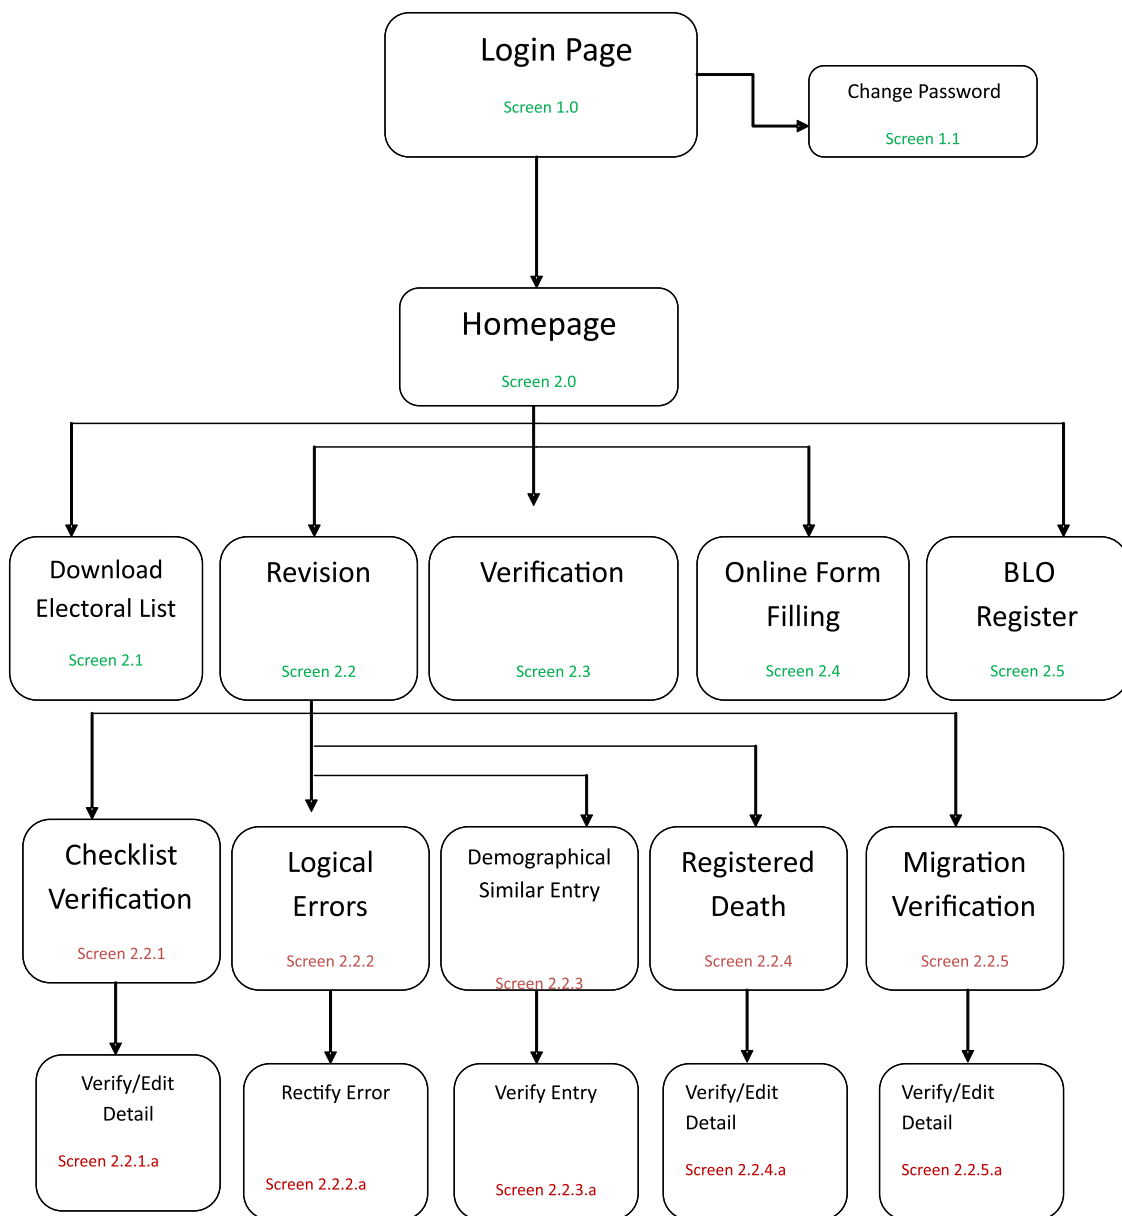 Login Page
Screen 1.0
Change Password
Screen 1.1
Homepage
Screen 2.0
Download
Electoral List
Screen 2.1
Revision
Screen 2.2
Verification
Screen 2.3
Online Form
Filling
Screen 2.4
BLO
Register
Screen 2.5
Checklist
Verification
Screen 2.2.1
Logical
Errors
Screen 2.2.2
Demographical
Similar Entry
Screen 2.2.3
Registered
Death
Screen 2.2.4
Migration
Verification
Screen 2.2.5
Verify/Edit
Detail
Screen 2.2.1.a
Rectify Error
Screen 2.2.2.a
Verify Entry
Screen 2.2.3.a
Verify/Edit
Detail
Screen 2.2.4.a
Verify/Edit
Detail
Screen 2.2.5.a